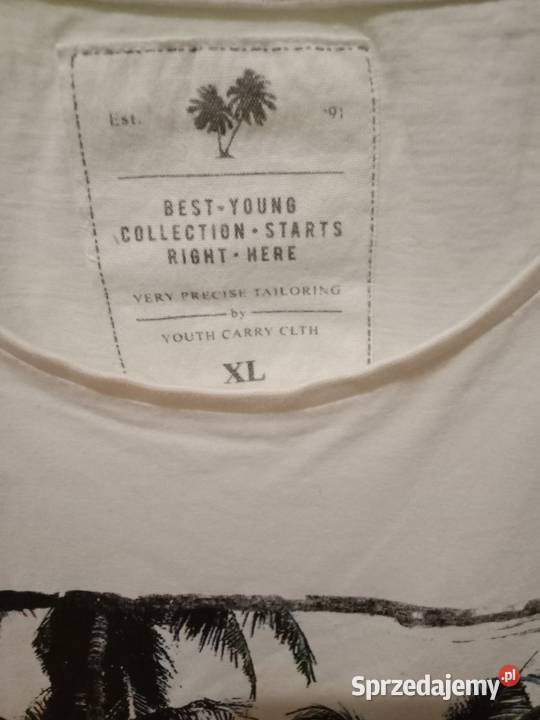 Est. '91
BEST•YOUNG
COLLECTION•STARTS
RIGHT•HERE
VERY PRECISE TAILORING
by
YOUTH CARRY CLTH
XL
Sprzedajemy.pl